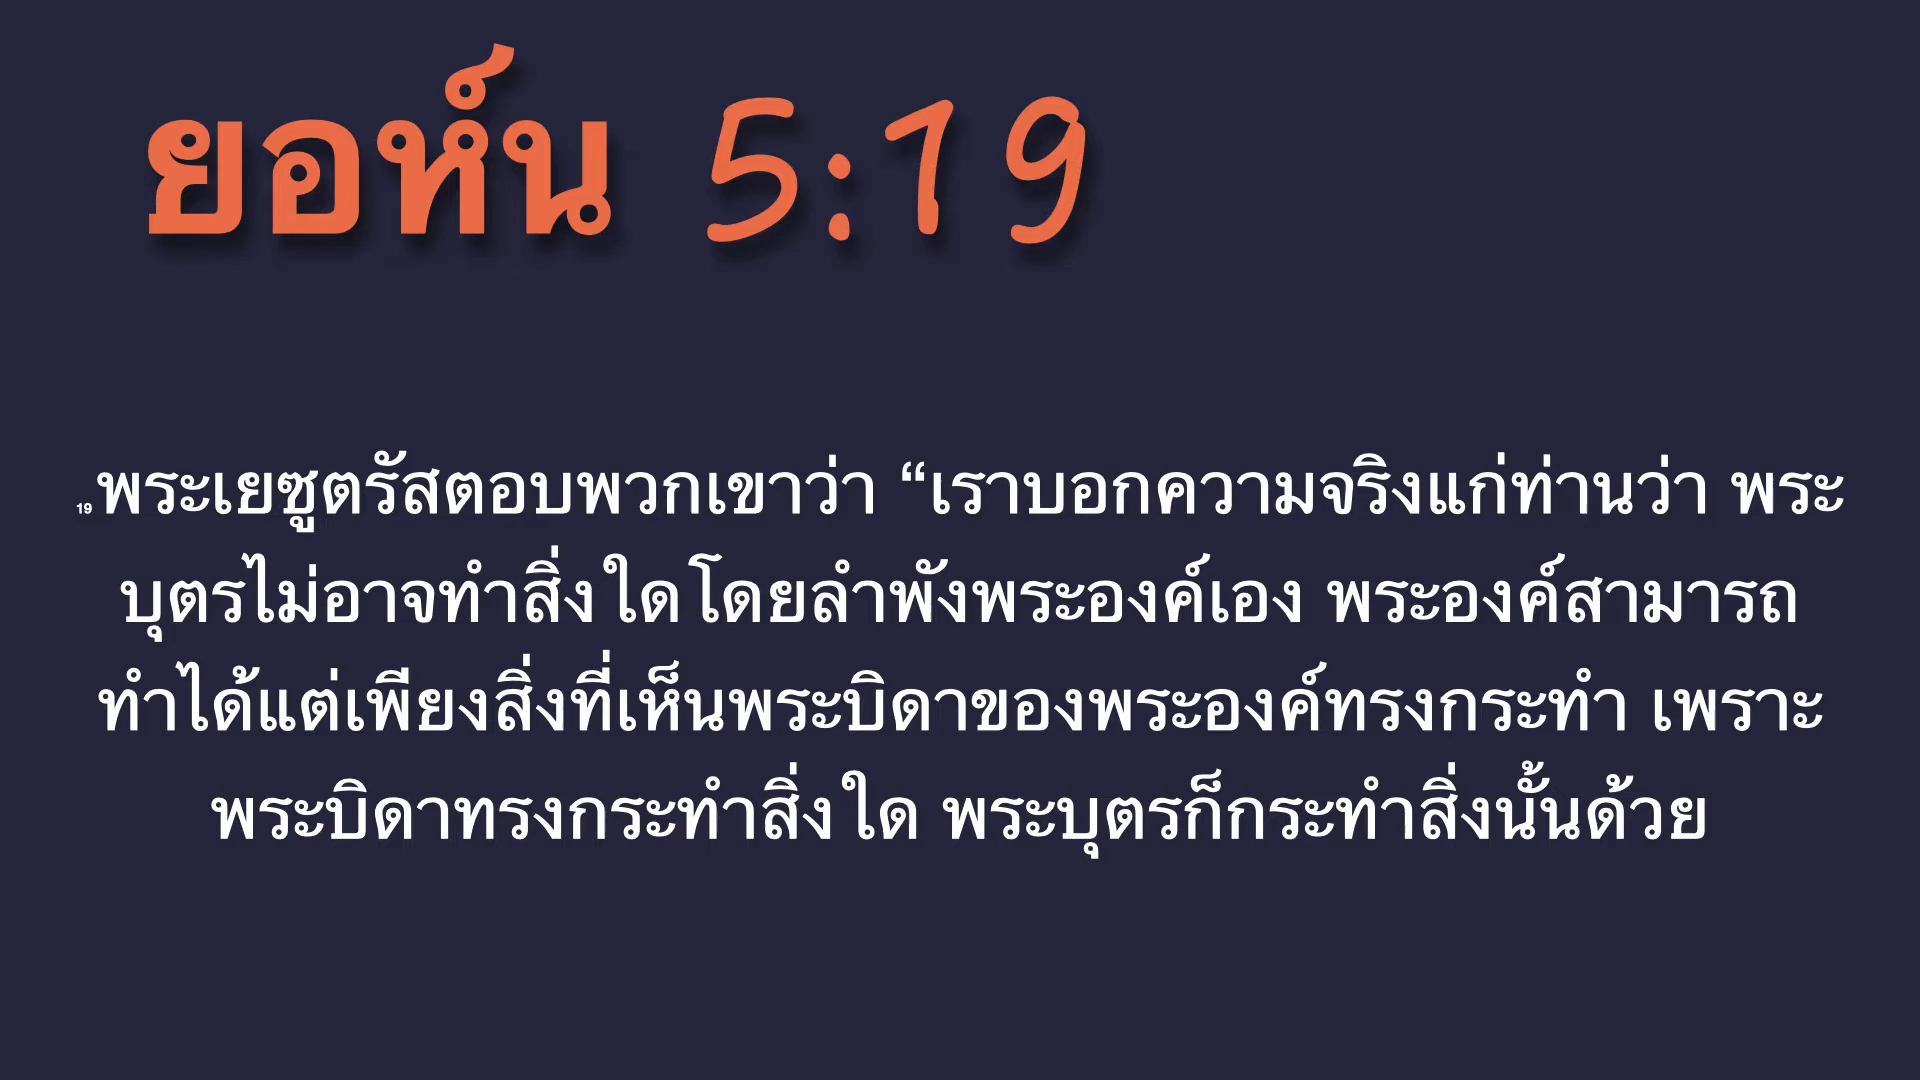 ยอห์น 5:19
19พระเยซูตรัสตอบพวกเขาว่า “เราบอกความจริงแก่ท่านว่า พระ
บุตรไม่อาจทำสิ่งใดโดยลำพังพระองค์เอง พระองค์สามารถ
ทำได้แต่เพียงสิ่งที่เห็นพระบิดาของพระองค์ทรงกระทำ เพราะ
พระบิดาทรงกระทำสิ่งใด พระบุตรก็กระทำสิ่งนั้นด้วย